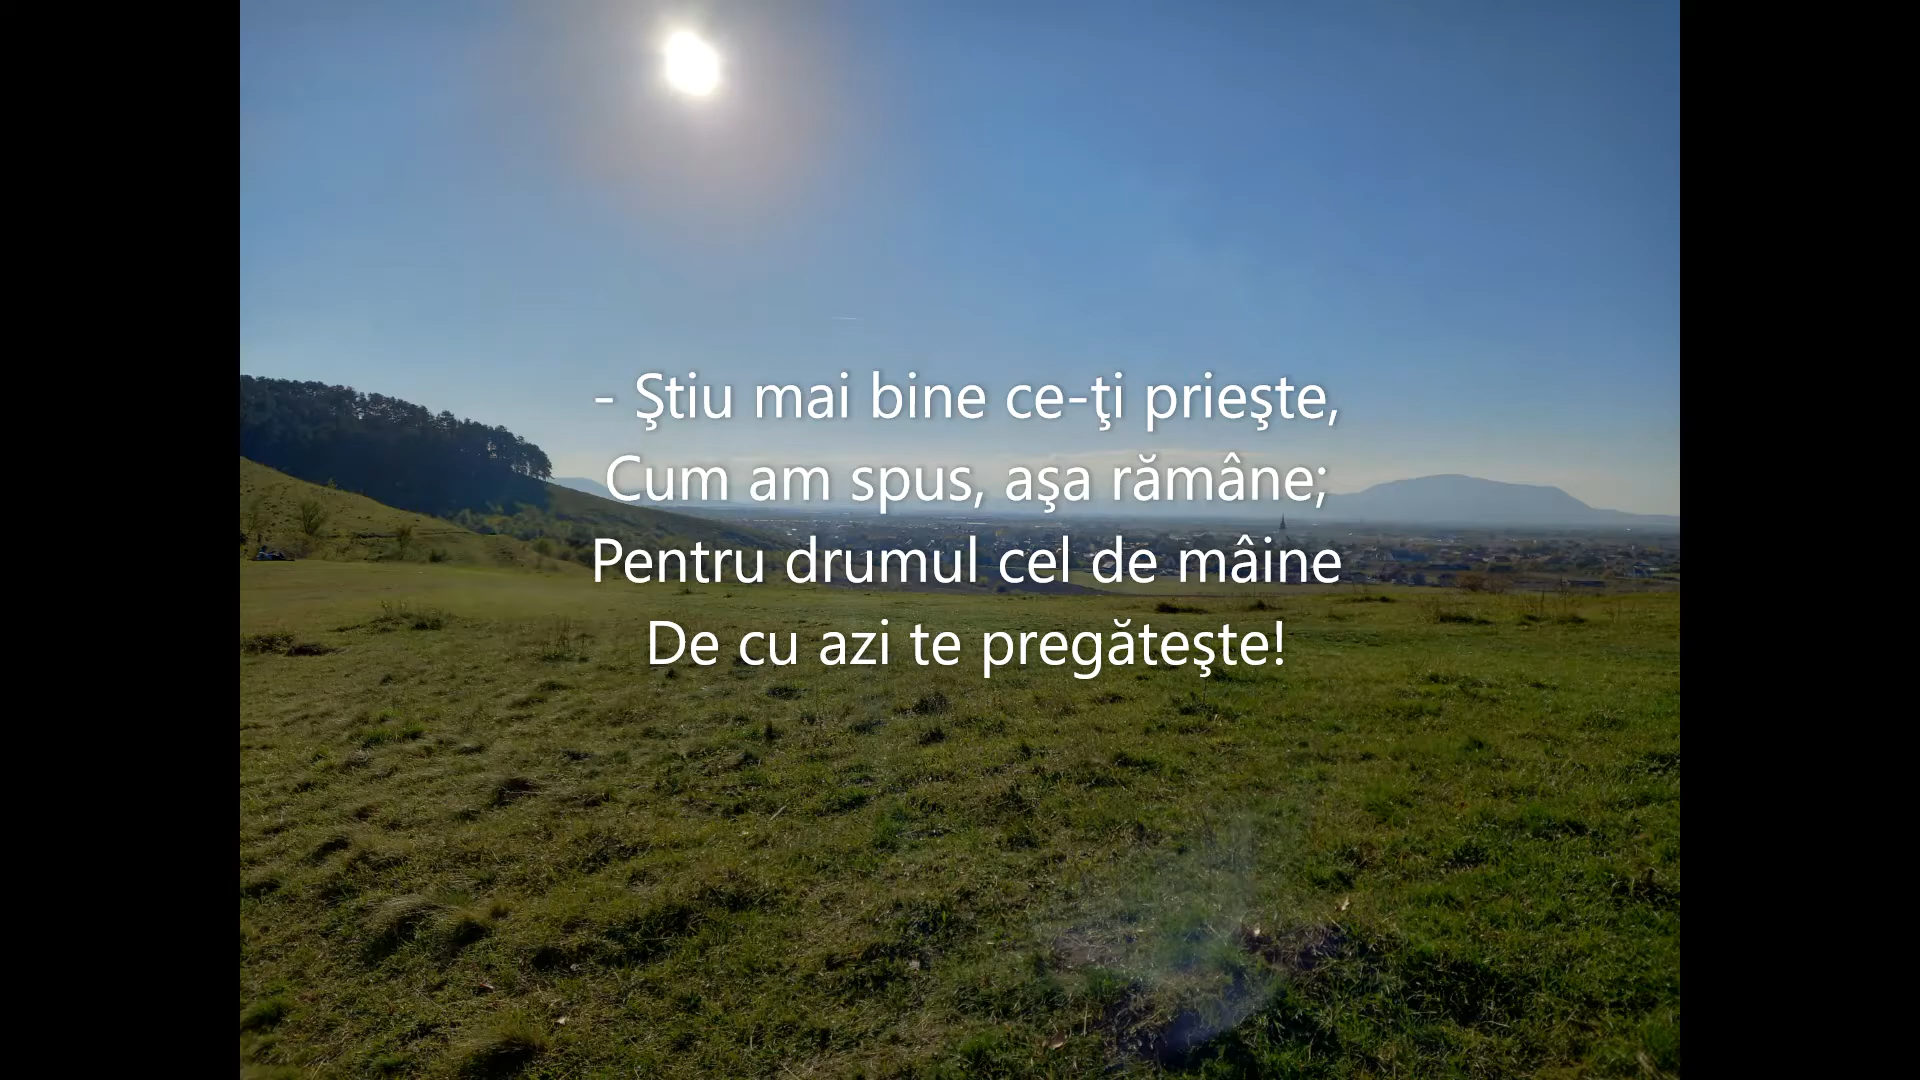 - Ştiu mai bine ce-ţi prieşte,
Cum am spus, aşa rămâne;
Pentru drumul cel de mâine
De cu azi te pregăteşte!